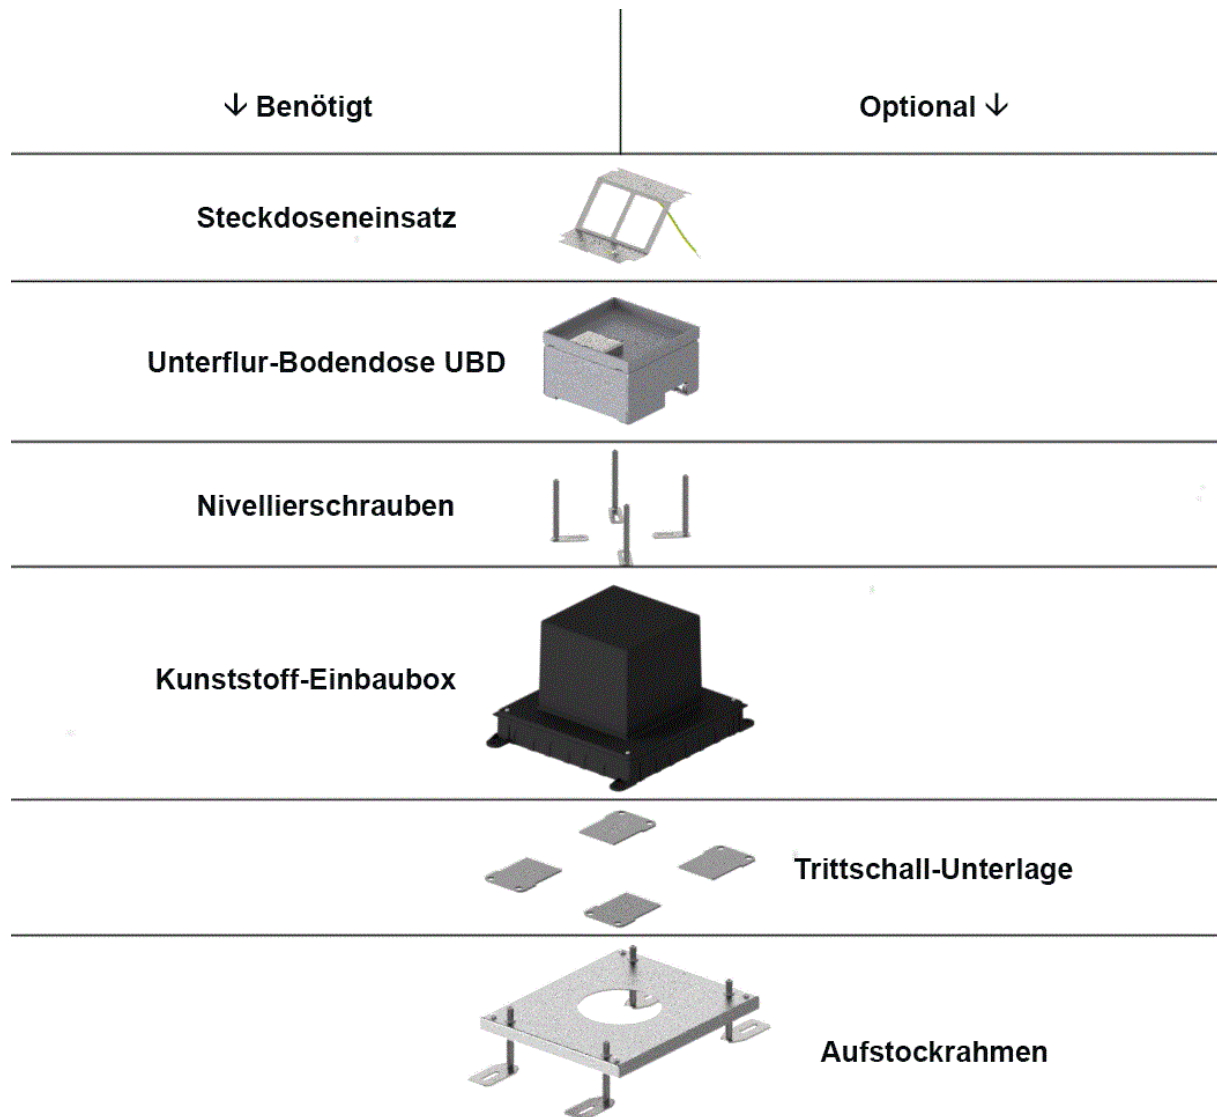 ↓ Benötigt
Optional ↓
Steckdoseneinsatz
Unterflur-Bodendose UBD
Nivellierschrauben
Kunststoff-Einbaubox
Trittschall-Unterlage
Aufstockrahmen